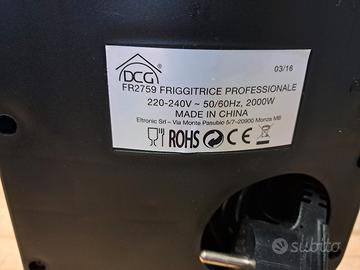 DCG
03/16
FR2759 FRIGGITRICE PROFESSIONALE
220-240V ~ 50/60Hz, 2000W
MADE IN CHINA
Eltronic Srl – Via Monte Pasubio 5/7–20900 Monza MB
ROHS CE
subito